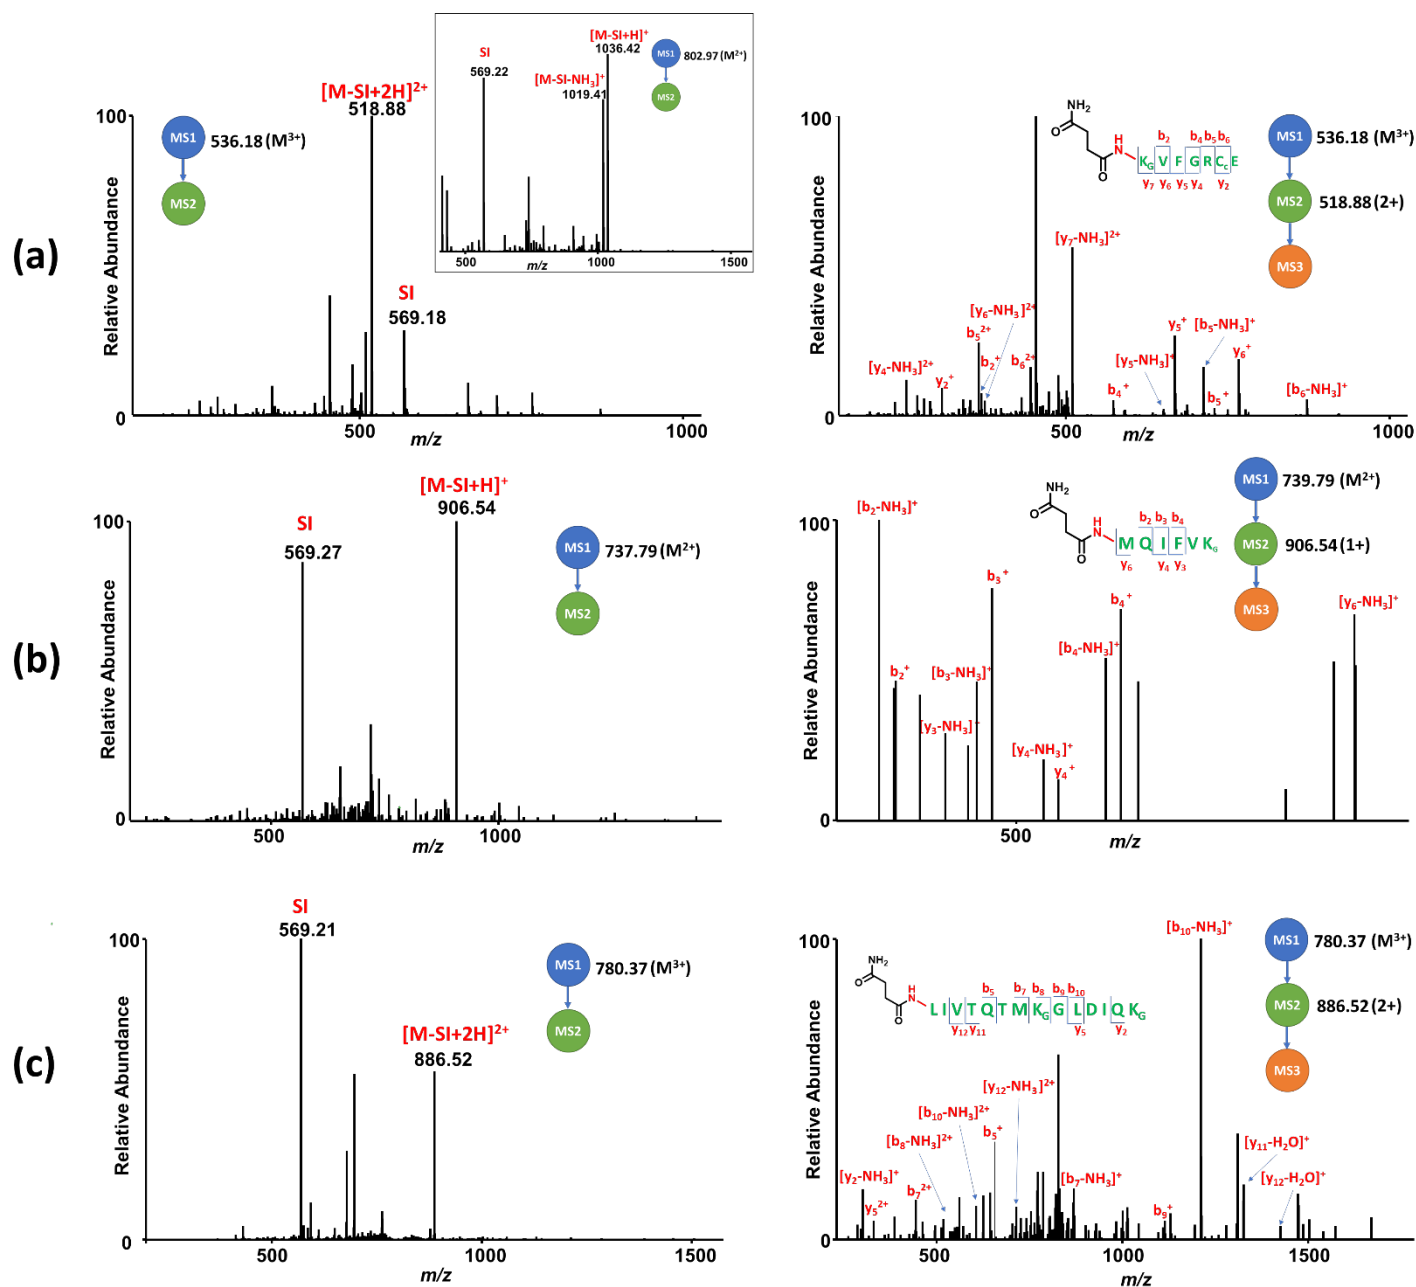 (a)
100
0
Relative Abundance
500
1000
m/z
MS1
536.18 (M³⁺)
MS2
[M-SI+2H]²⁺
518.88
SI
569.18
SI
569.22
[M-SI+H]⁺
1036.42
[M-SI-NH₃]⁺
1019.41
MS1
802.97 (M²⁺)
MS2
500
1000
1500
m/z
100
0
Relative Abundance
500
1000
m/z
NH₂
O
O
H
N
b₂ b₄ b₅ b₆
K_G V F G R C_c E
y₇ y₆ y₅ y₄ y₂
MS1
536.18 (M³⁺)
MS2
518.88 (2+)
MS3
[y₇-NH₃]⁺
[y₆-NH₃]²⁺
b₅²⁺
b₂⁺
b₆²⁺
[y₄-NH₃]²⁺
y₂⁺
y₅⁺
[b₅-NH₃]⁺
[y₅-NH₃]⁺
y₆⁺
b₄⁺
b₅⁺
[b₆-NH₃]⁺
(b)
100
0
Relative Abundance
500
1000
m/z
SI
569.27
[M-SI+H]⁺
906.54
MS1
737.79 (M²⁺)
MS2
100
0
Relative Abundance
500
m/z
NH₂
O
O
H
N
b₂ b₃ b₄
M Q I F V K_G
y₆ y₄ y₃
MS1
739.79 (M²⁺)
MS2
906.54 (1+)
MS3
[b₂-NH₃]⁺
b₂⁺
[y₃-NH₃]⁺
[b₃-NH₃]⁺
b₃⁺
[y₄-NH₃]⁺
y₄⁺
[b₄-NH₃]⁺
b₄⁺
[y₆-NH₃]⁺
(c)
100
0
Relative Abundance
500
1000
1500
m/z
SI
569.21
[M-SI+2H]²⁺
886.52
MS1
780.37 (M³⁺)
MS2
100
0
Relative Abundance
500
1000
1500
m/z
NH₂
O
O
H
N
b₅ b₇ b₈ b₉ b₁₀
L I V T Q T M K_G G L D I Q K_G
y₁₂ y₁₁ y₅ y₂
MS1
780.37 (M³⁺)
MS2
886.52 (2+)
MS3
[b₁₀-NH₃]⁺
[y₁₂-NH₃]²⁺
[b₁₀-NH₃]²⁺
[b₈-NH₃]²⁺
b₅⁺
[y₂-NH₃]⁺
y₅²⁺
b₇²⁺
[b₇-NH₃]⁺
b₉⁺
[y₁₁-H₂O]⁺
[y₁₂-H₂O]⁺